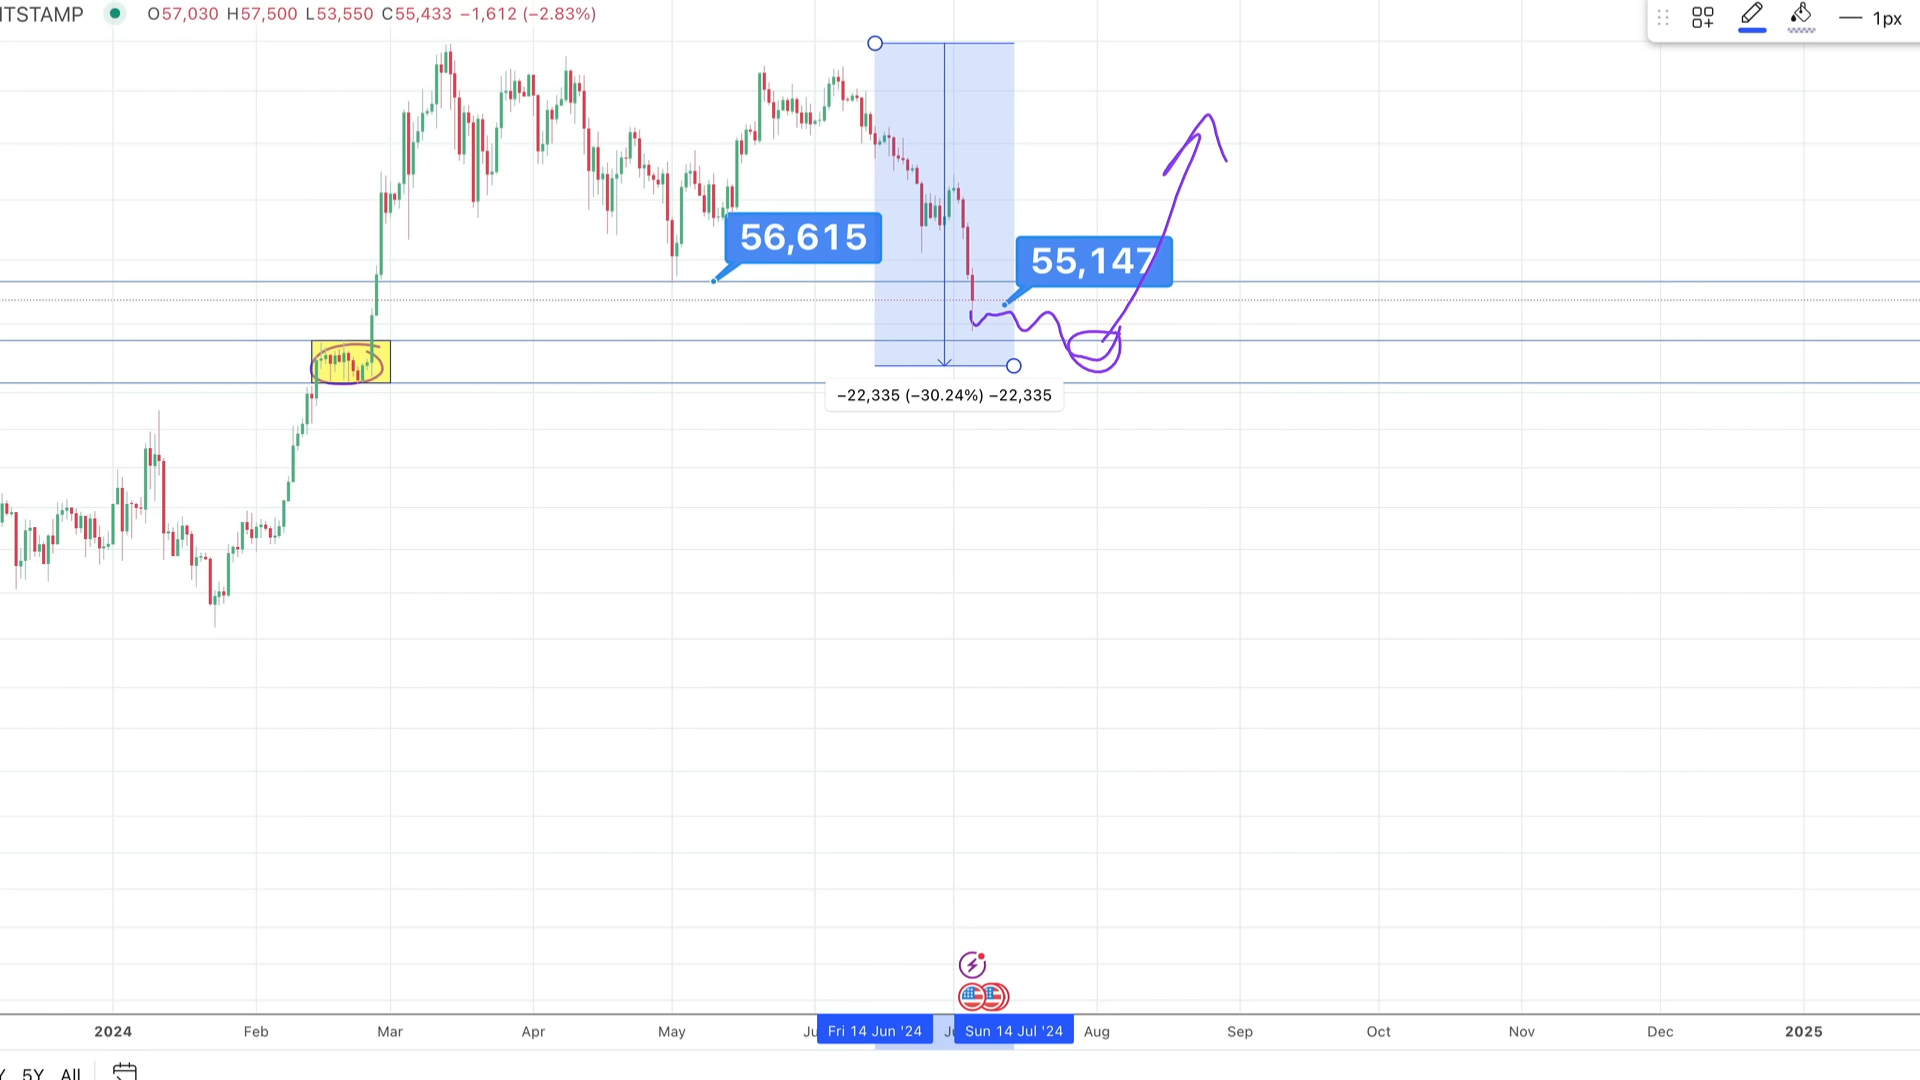 ITSTAMP O57,030 H57,500 L53,550 C55,433 −1,612 (−2.83%)
1px
56,615
55,147
−22,335 (−30.24%) −22,335
2024 Feb Mar Apr May Ju Fri 14 Jun '24 Ju Sun 14 Jul '24 Aug Sep Oct Nov Dec 2025
5Y All